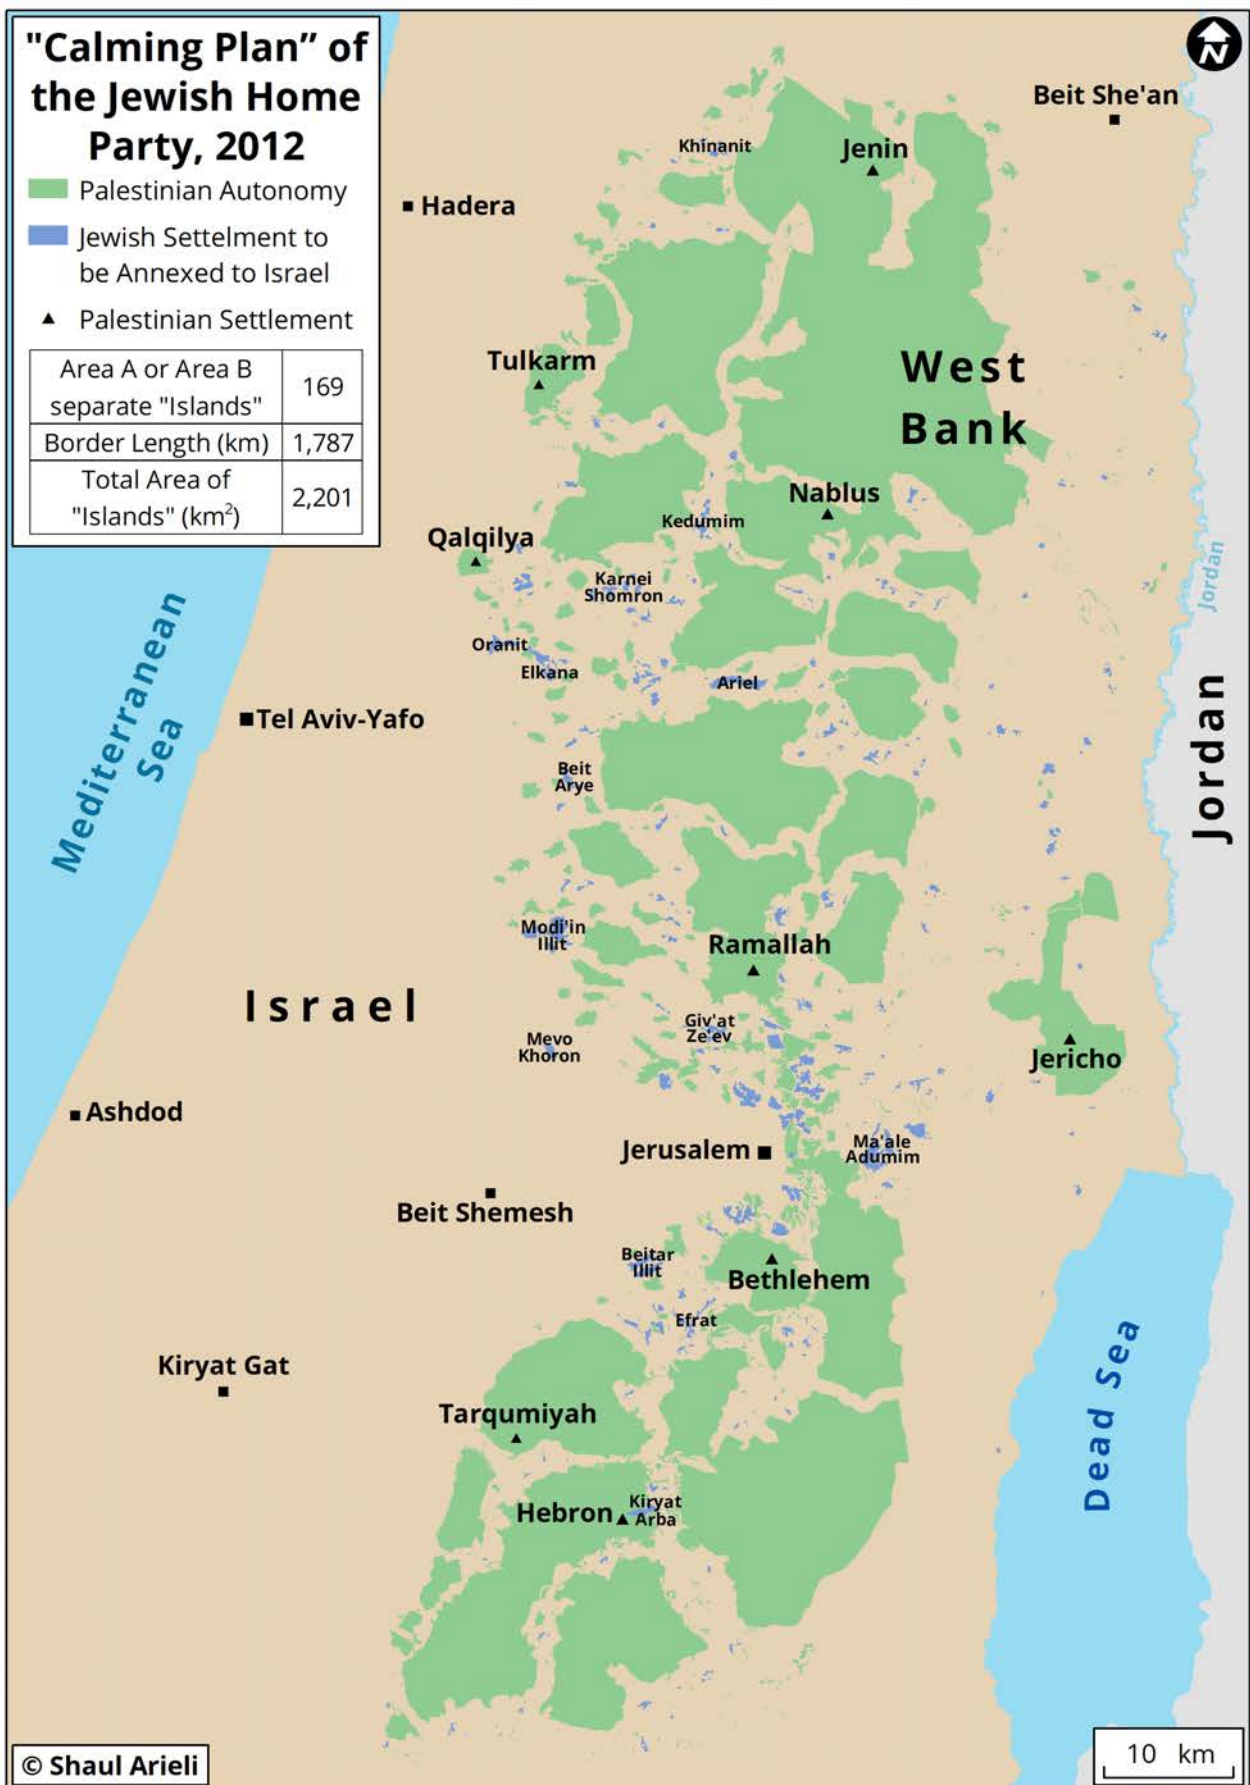 "Calming Plan” of
the Jewish Home
Party, 2012
Palestinian Autonomy
Jewish Settelment to
be Annexed to Israel
Palestinian Settlement
Area A or Area B
separate "Islands"
169
Border Length (km)
1,787
Total Area of
"Islands" (km²)
2,201
N
Beit She'an
Khinanit
Jenin
Hadera
Tulkarm
West
Bank
Nablus
Kedumim
Qalqilya
Karnei
Shomron
Jordan
Oranit
Elkana
Ariel
Mediterranean
Sea
Tel Aviv-Yafo
Jordan
Beit
Arye
Modi'in
Illit
Ramallah
Israel
Giv'at
Ze'ev
Mevo
Khoron
Jericho
Ashdod
Jerusalem
Ma'ale
Adumim
Beit Shemesh
Beitar
Illit
Bethlehem
Efrat
Dead Sea
Kiryat Gat
Tarqumiyah
Hebron
Kiryat
Arba
© Shaul Arieli
10 km